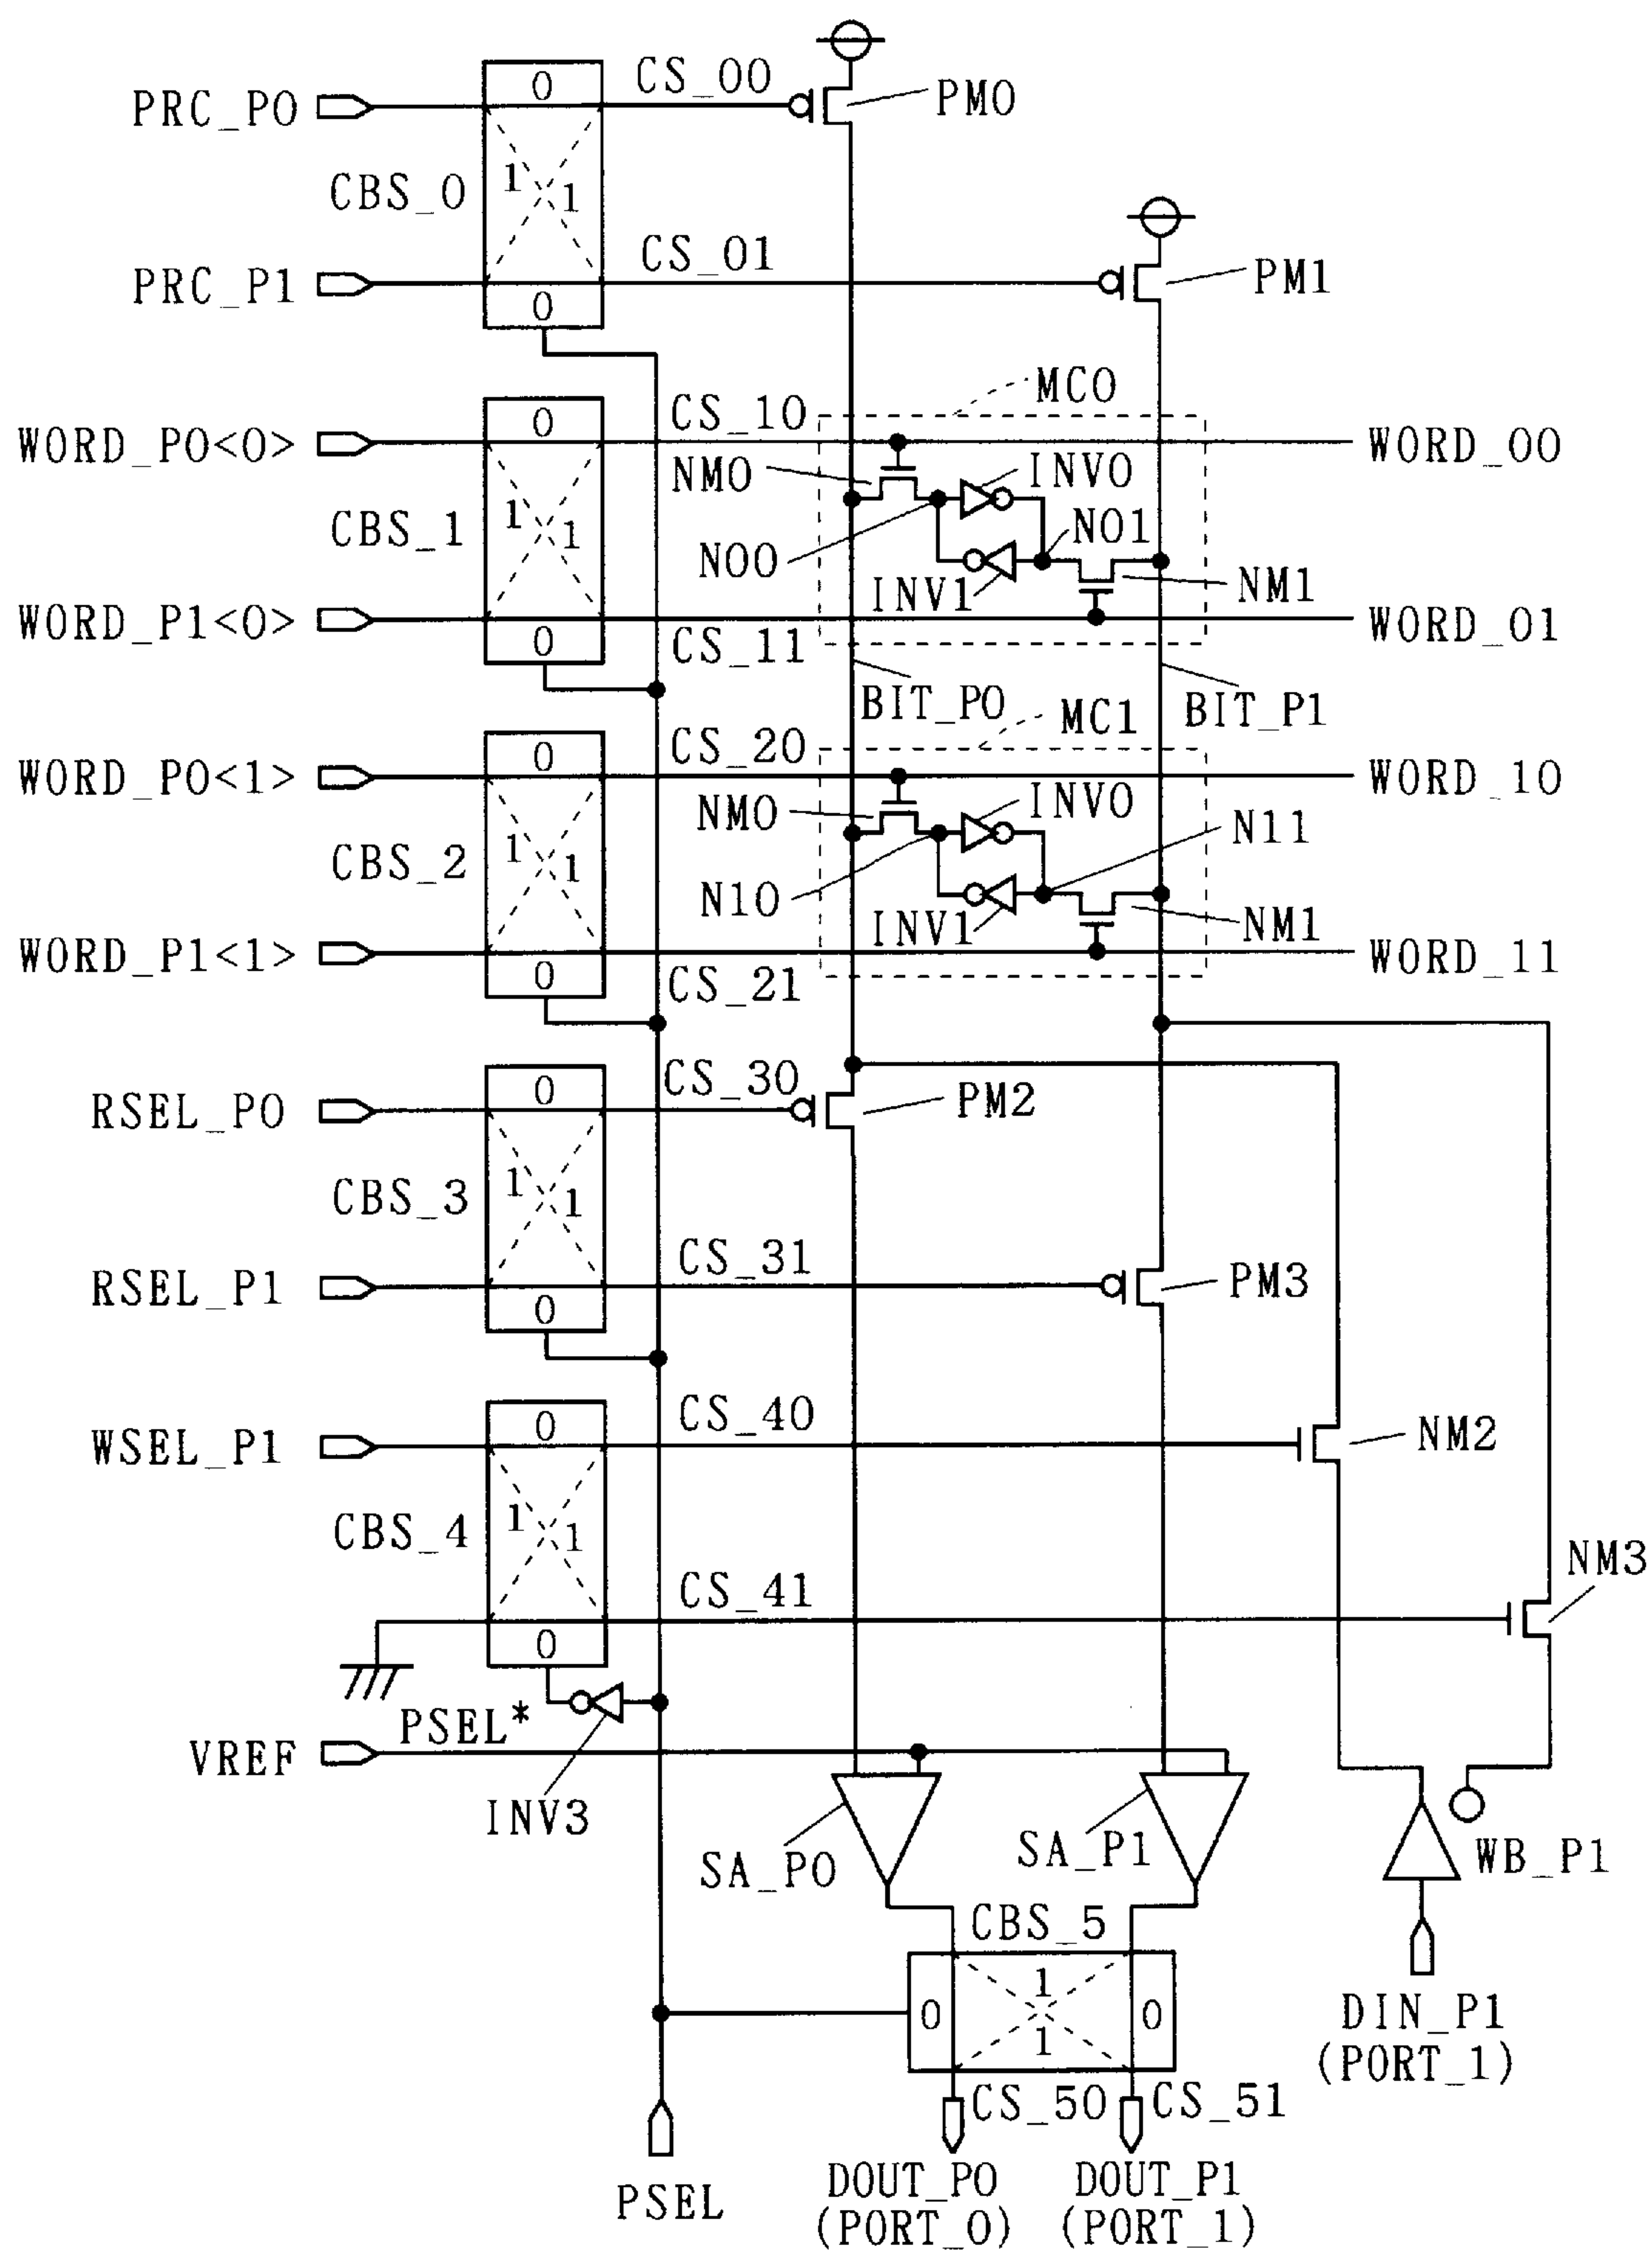 PRC_P0
0
CS_00
PM0
CBS_0
1
1
PRC_P1
CS_01
0
PM1
MC0
WORD_P0<0>
0
CS_10
WORD_00
NM0
INV0
CBS_1
1
1
N00
N01
INV1
NM1
WORD_P1<0>
0
CS_11
WORD_01
BIT_P0
BIT_P1
MC1
WORD_P0<1>
0
CS_20
WORD_10
NM0
INV0
N11
CBS_2
1
1
N10
INV1
NM1
WORD_P1<1>
0
CS_21
WORD_11
RSEL_P0
0
CS_30
PM2
CBS_3
1
1
RSEL_P1
0
CS_31
PM3
WSEL_P1
0
CS_40
NM2
CBS_4
1
1
NM3
CS_41
0
PSEL*
VREF
INV3
SA_P0
SA_P1
WB_P1
CBS_5
0
1
1
0
DIN_P1
(PORT_1)
CS_50
CS_51
PSEL
DOUT_P0
(PORT_0)
DOUT_P1
(PORT_1)